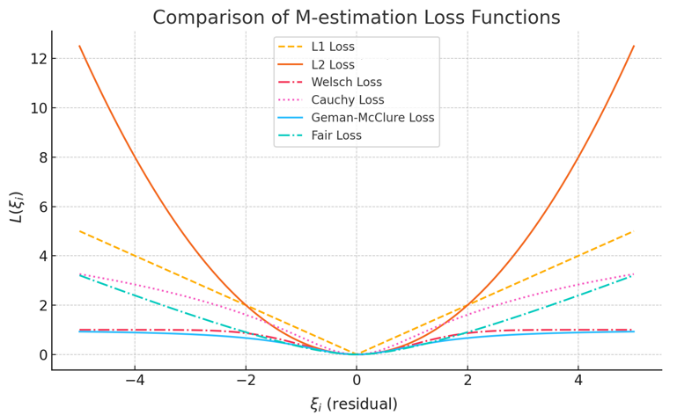 Comparison of M-estimation Loss Functions
L1 Loss
L2 Loss
Welsch Loss
Cauchy Loss
Geman-McClure Loss
Fair Loss
12
10
8
6
4
2
0
L(ξᵢ)
−4 −2 0 2 4
ξᵢ (residual)